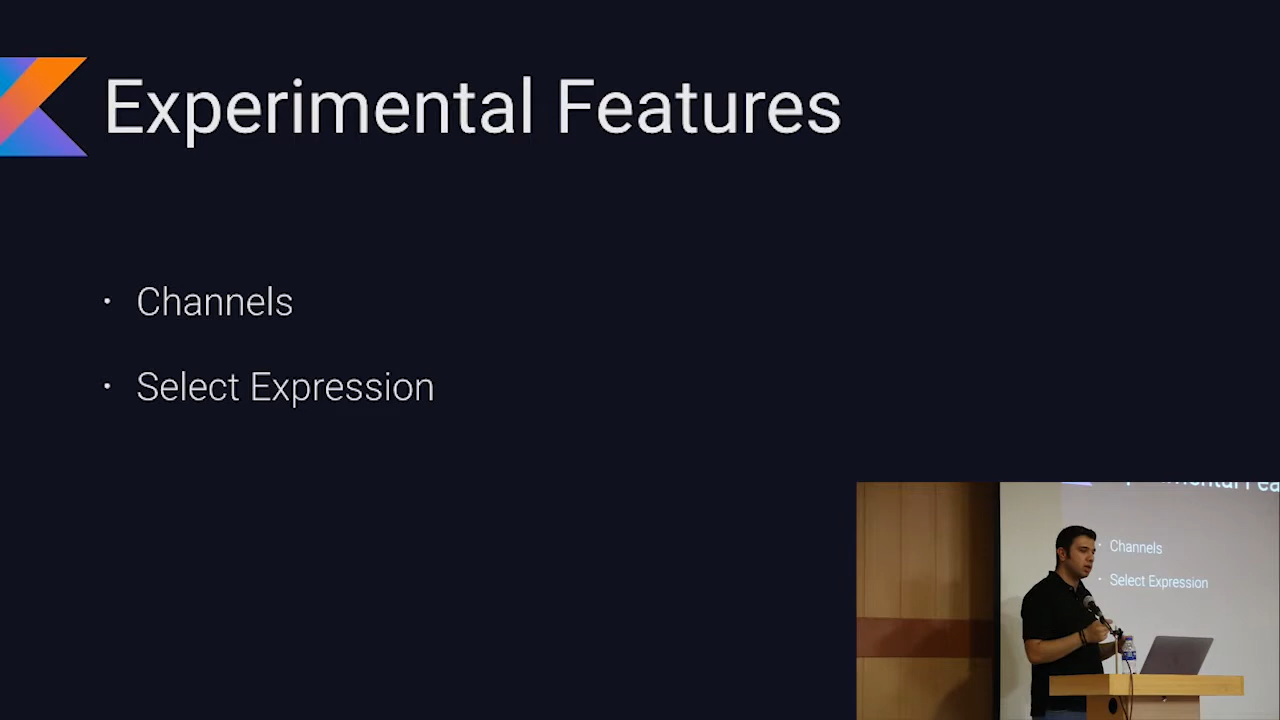 Experimental Features
• Channels
• Select Expression
• Channels
• Select Expression